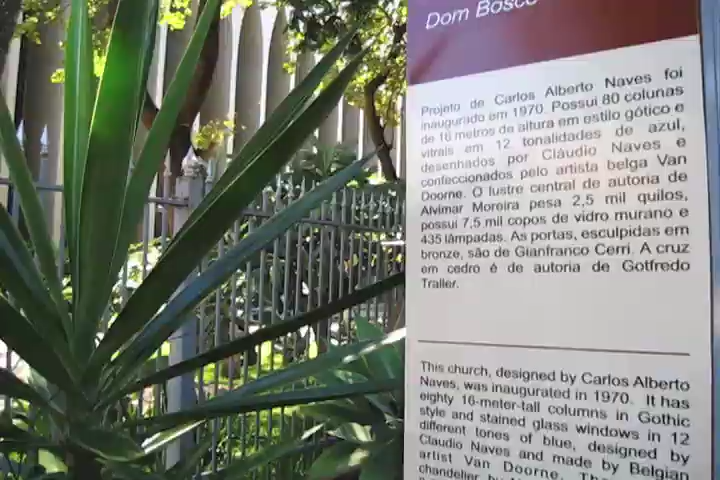 Dom Bosco
Projeto de Carlos Alberto Naves foi
inaugurado em 1970. Possui 80 colunas
de 16 metros de altura em estilo gótico e
vitrais em 12 tonalidades de azul,
desenhados por Cláudio Naves e
confeccionados pelo artista belga Van
Doorne. O lustre central de autoria de
Alvimar Moreira pesa 2,5 mil quilos,
possui 7,5 mil copos de vidro murano e
435 lâmpadas. As portas, esculpidas em
bronze, são de Gianfranco Cerri. A cruz
em cedro é de autoria de Gotfredo
Traller.
This church, designed by Carlos Alberto
Naves, was inaugurated in 1970. It has
eighty 16-meter-tall columns in Gothic
style and stained glass windows in 12
different tones of blue, designed by
Claudio Naves and made by Belgian
artist Van Doorne. The
chandelier by